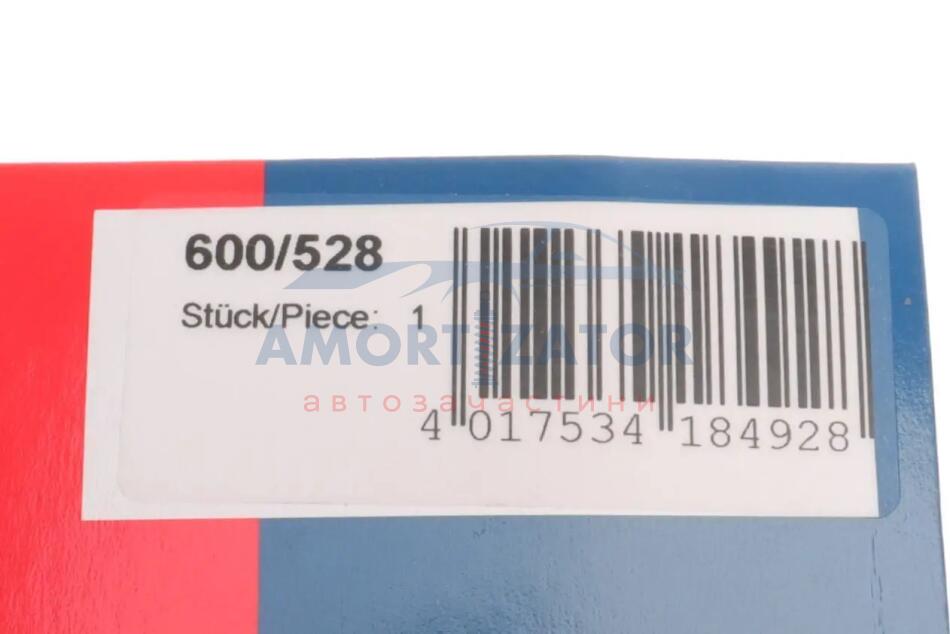 600/528
Stück/Piece: 1
AMORTIZATOR
автозапчастини
4 017534 184928